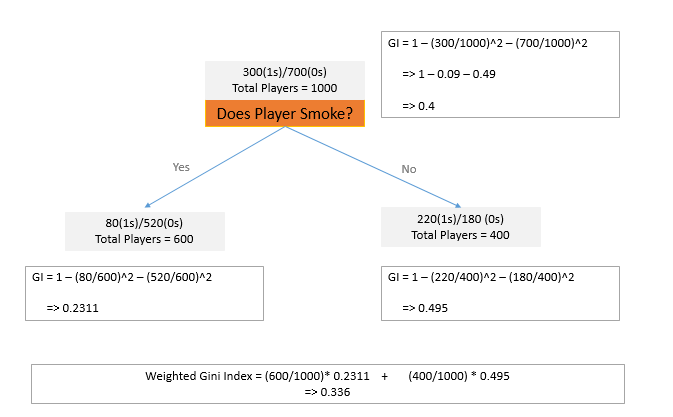 GI = 1 – (300/1000)^2 – (700/1000)^2
=> 1 – 0.09 – 0.49
=> 0.4
300(1s)/700(0s)
Total Players = 1000
Does Player Smoke?
Yes
No
80(1s)/520(0s)
Total Players = 600
220(1s)/180 (0s)
Total Players = 400
GI = 1 – (80/600)^2 – (520/600)^2
=> 0.2311
GI = 1 – (220/400)^2 – (180/400)^2
=> 0.495
Weighted Gini Index = (600/1000)* 0.2311 + (400/1000) * 0.495
=> 0.336